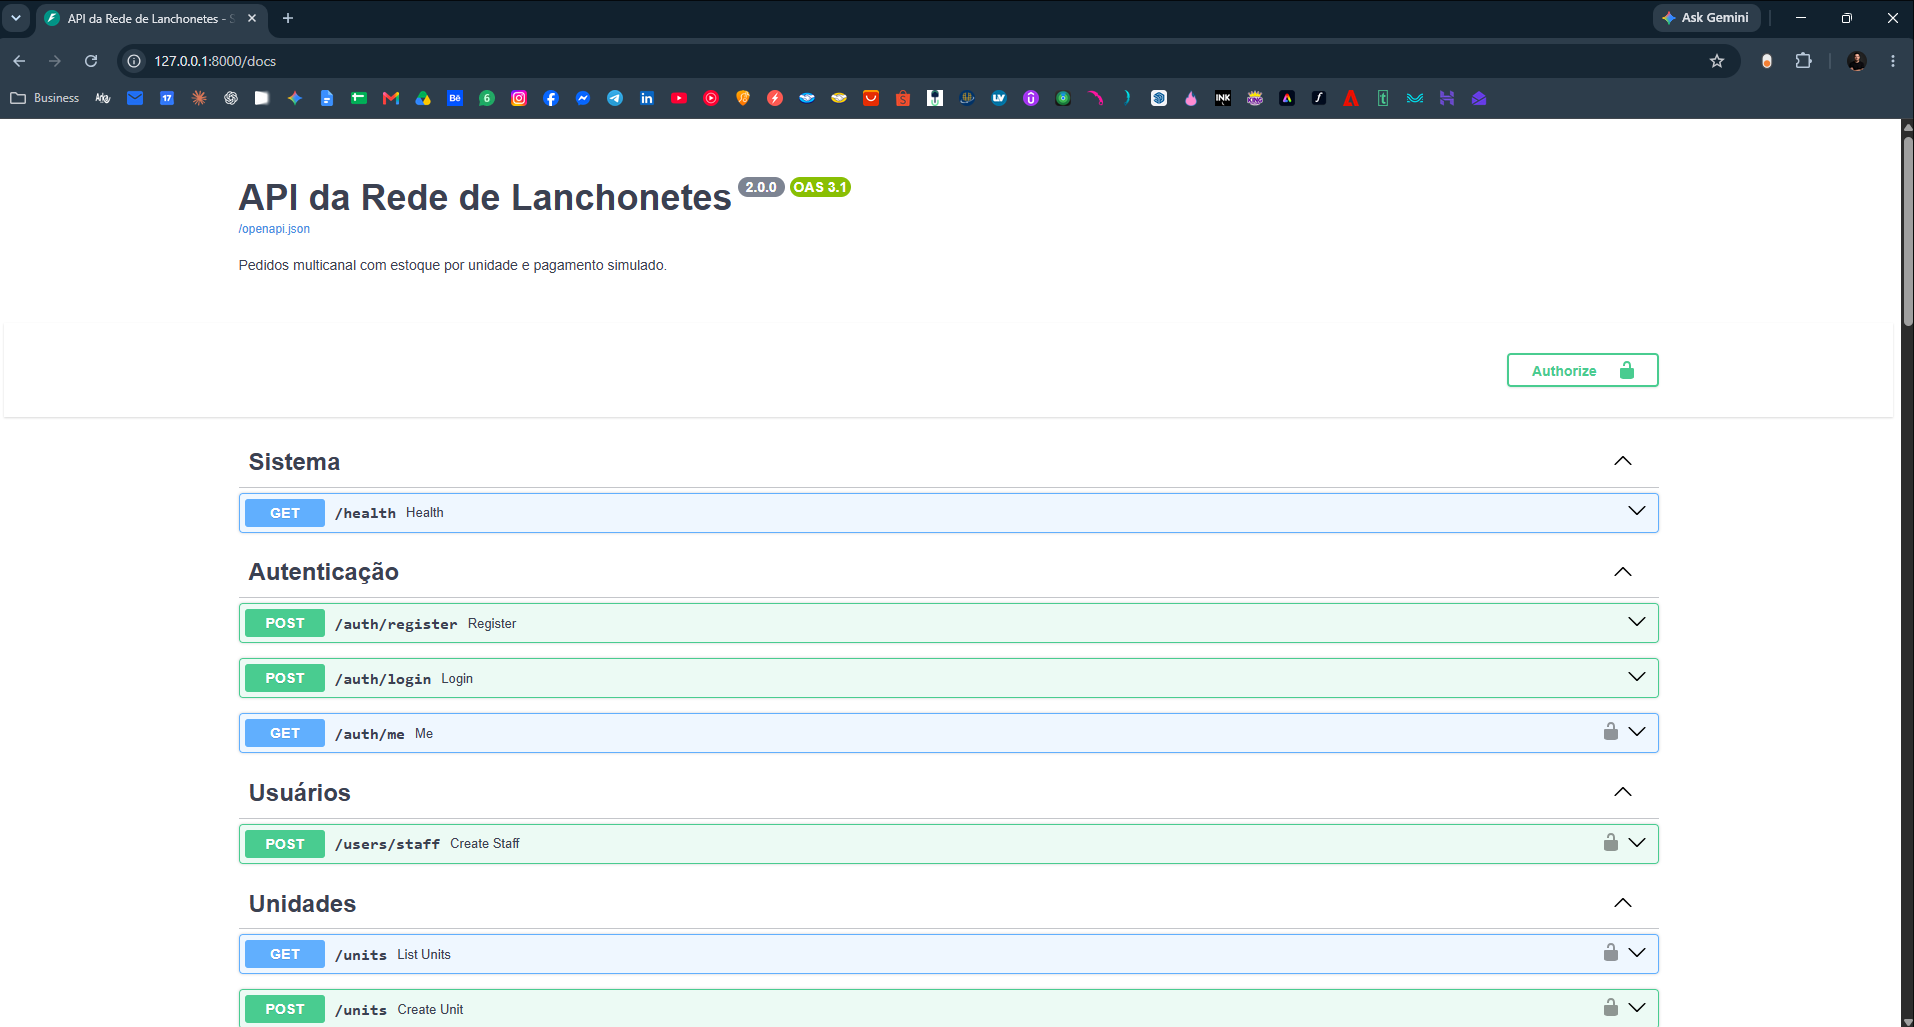 API da Rede de Lanchonetes - S
Ask Gemini
127.0.0.1:8000/docs
Business
API da Rede de Lanchonetes 2.0.0 OAS 3.1
/openapi.json
Pedidos multicanal com estoque por unidade e pagamento simulado.
Authorize
Sistema
GET /health Health
Autenticação
POST /auth/register Register
POST /auth/login Login
GET /auth/me Me
Usuários
POST /users/staff Create Staff
Unidades
GET /units List Units
POST /units Create Unit